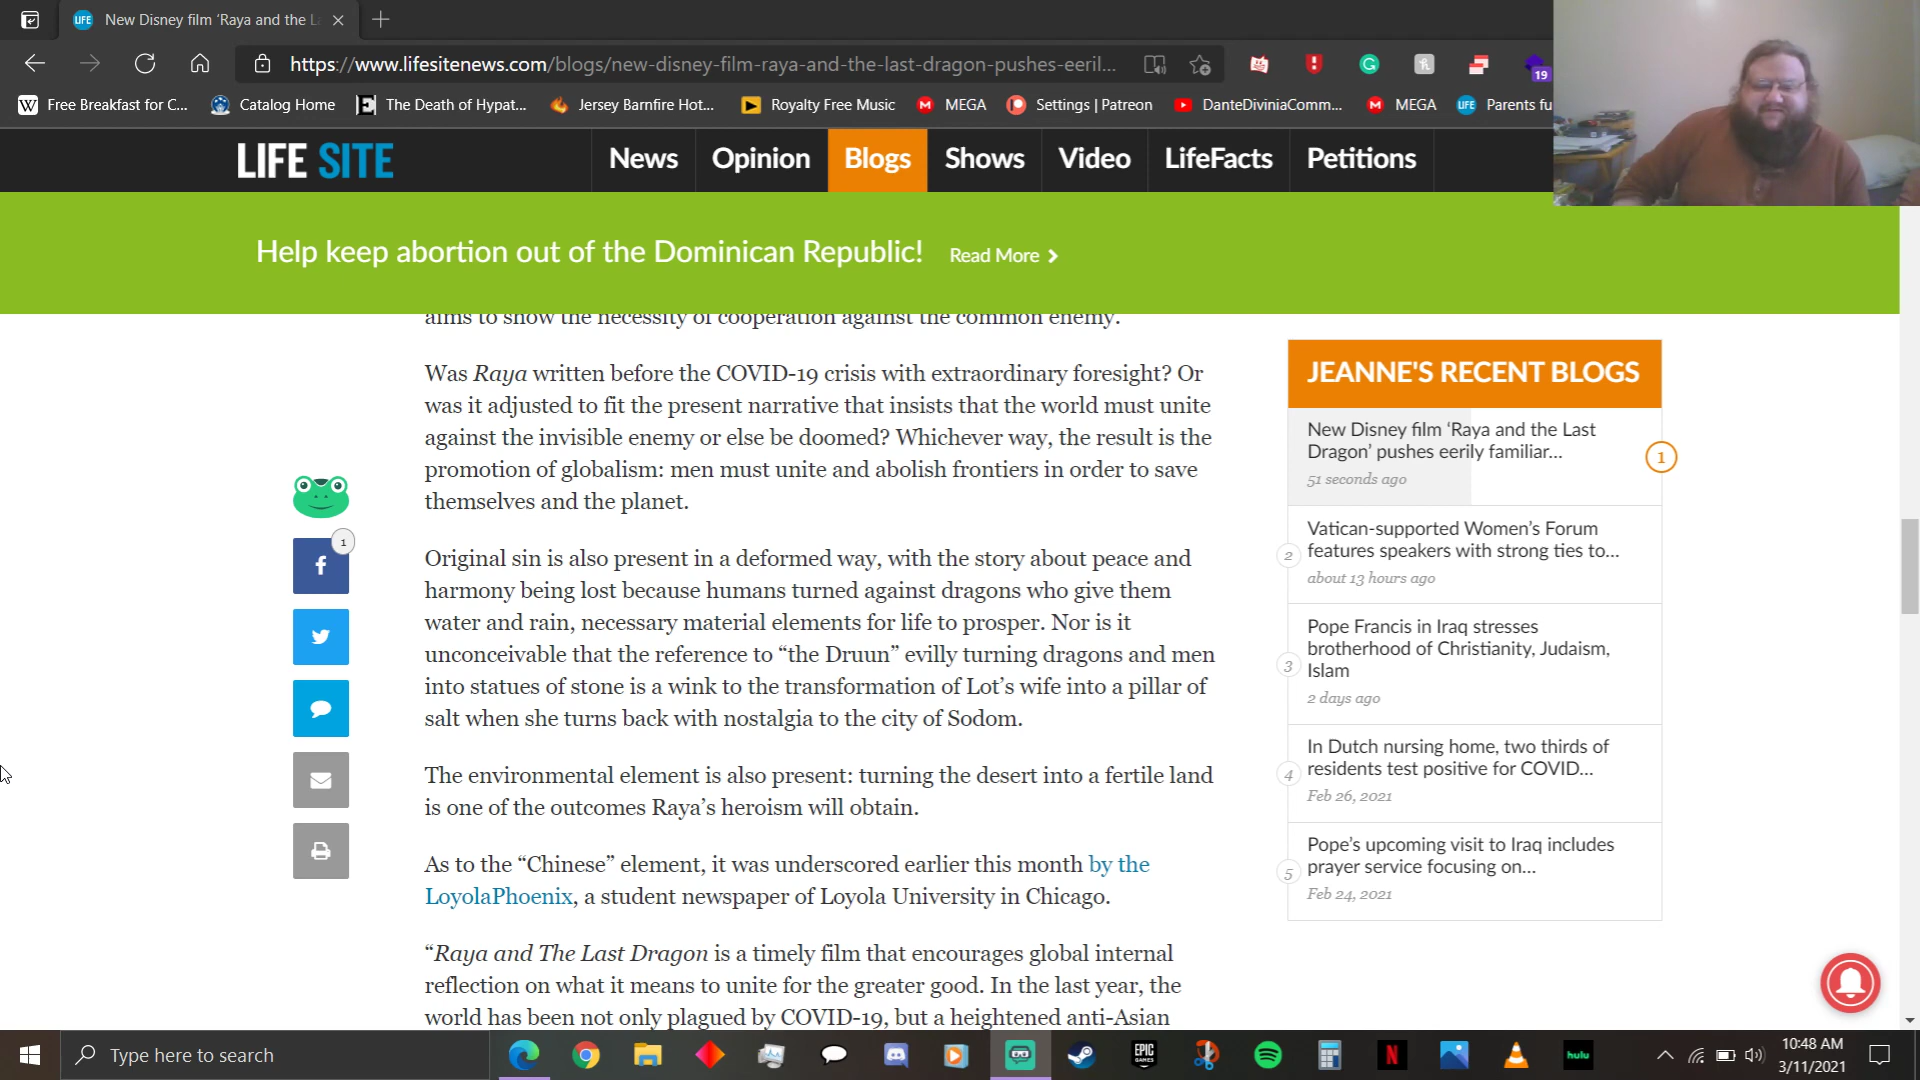 New Disney film ‘Raya and the L
https://www.lifesitenews.com/blogs/new-disney-film-raya-and-the-last-dragon-pushes-eeril...
19
Free Breakfast for C...
Catalog Home
The Death of Hypat...
Jersey Barnfire Hot...
Royalty Free Music
MEGA
Settings | Patreon
DanteDiviniaComm...
MEGA
LIFE
Parents fu
LIFE SITE
News
Opinion
Blogs
Shows
Video
LifeFacts
Petitions
Help keep abortion out of the Dominican Republic!
Read More
aims to show the necessity of cooperation against the common enemy.
Was Raya written before the COVID-19 crisis with extraordinary foresight? Or
was it adjusted to fit the present narrative that insists that the world must unite
against the invisible enemy or else be doomed? Whichever way, the result is the
promotion of globalism: men must unite and abolish frontiers in order to save
themselves and the planet.
Original sin is also present in a deformed way, with the story about peace and
harmony being lost because humans turned against dragons who give them
water and rain, necessary material elements for life to prosper. Nor is it
unconceivable that the reference to “the Druun” evilly turning dragons and men
into statues of stone is a wink to the transformation of Lot’s wife into a pillar of
salt when she turns back with nostalgia to the city of Sodom.
The environmental element is also present: turning the desert into a fertile land
is one of the outcomes Raya’s heroism will obtain.
As to the “Chinese” element, it was underscored earlier this month by the
LoyolaPhoenix, a student newspaper of Loyola University in Chicago.
“Raya and The Last Dragon is a timely film that encourages global internal
reflection on what it means to unite for the greater good. In the last year, the
world has been not only plagued by COVID-19, but a heightened anti-Asian
1
JEANNE'S RECENT BLOGS
New Disney film ‘Raya and the Last
Dragon’ pushes eerily familiar...
51 seconds ago
1
Vatican-supported Women’s Forum
features speakers with strong ties to...
about 13 hours ago
2
Pope Francis in Iraq stresses
brotherhood of Christianity, Judaism,
Islam
2 days ago
3
In Dutch nursing home, two thirds of
residents test positive for COVID...
Feb 26, 2021
4
Pope’s upcoming visit to Iraq includes
prayer service focusing on...
Feb 24, 2021
5
Type here to search
EPIC
GAMES
hulu
10:48 AM
3/11/2021